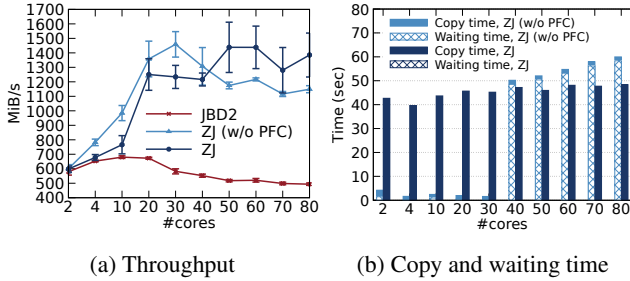 1700
1600
1500
1400
1300
1200
1100
1000
900
800
700
600
500
400
MiB/s
JBD2
ZJ (w/o PFC)
ZJ
2 4 10 20 30 40 50 60 70 80
#cores
(a) Throughput
80
70
60
50
40
30
20
10
0
Time (sec)
Copy time, ZJ (w/o PFC)
Waiting time, ZJ (w/o PFC)
Copy time, ZJ
Waiting time, ZJ
2 4 10 20 30 40 50 60 70 80
#cores
(b) Copy and waiting time